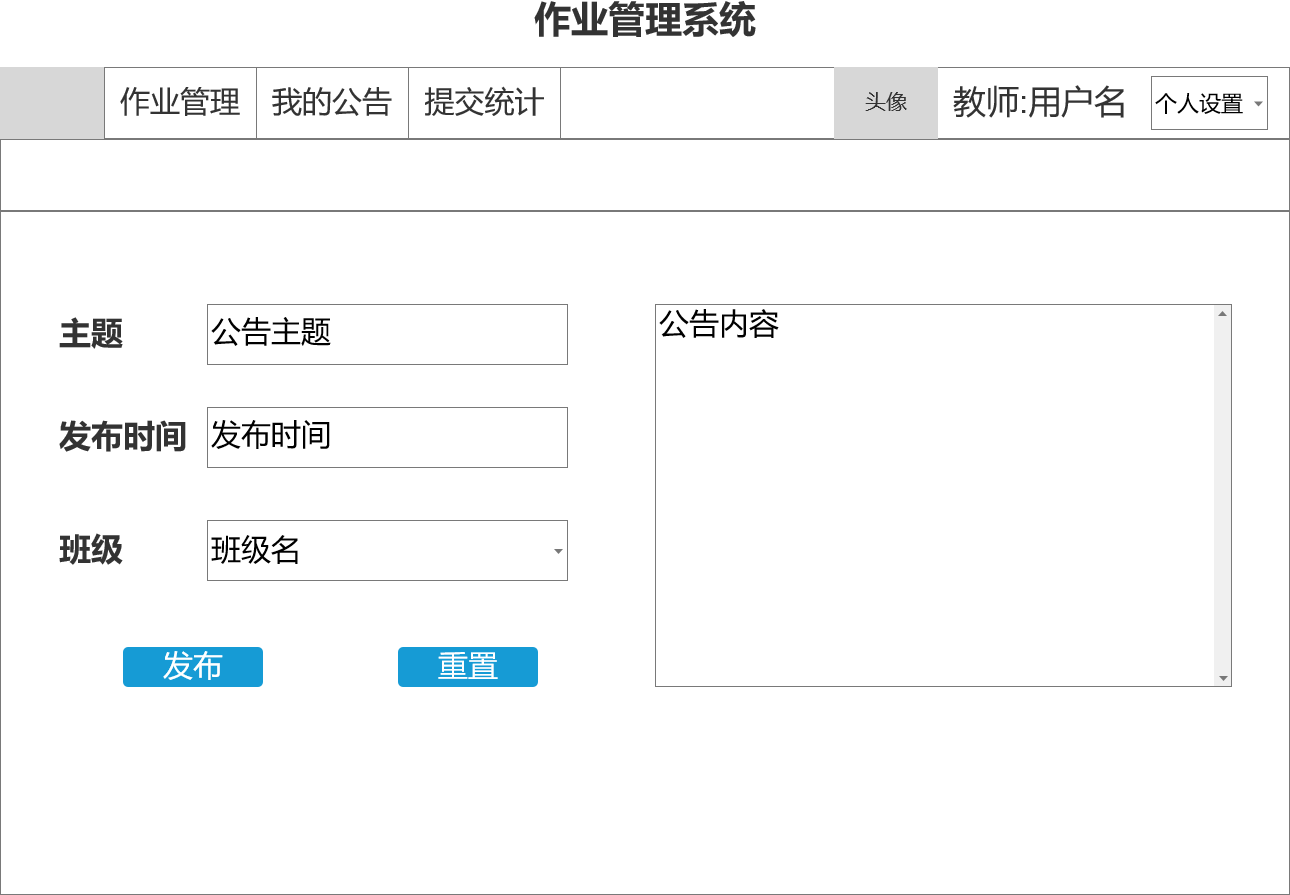 作业管理系统
作业管理 我的公告 提交统计 头像 教师:用户名 个人设置
主题 公告主题 公告内容
发布时间 发布时间
班级 班级名
发布 重置